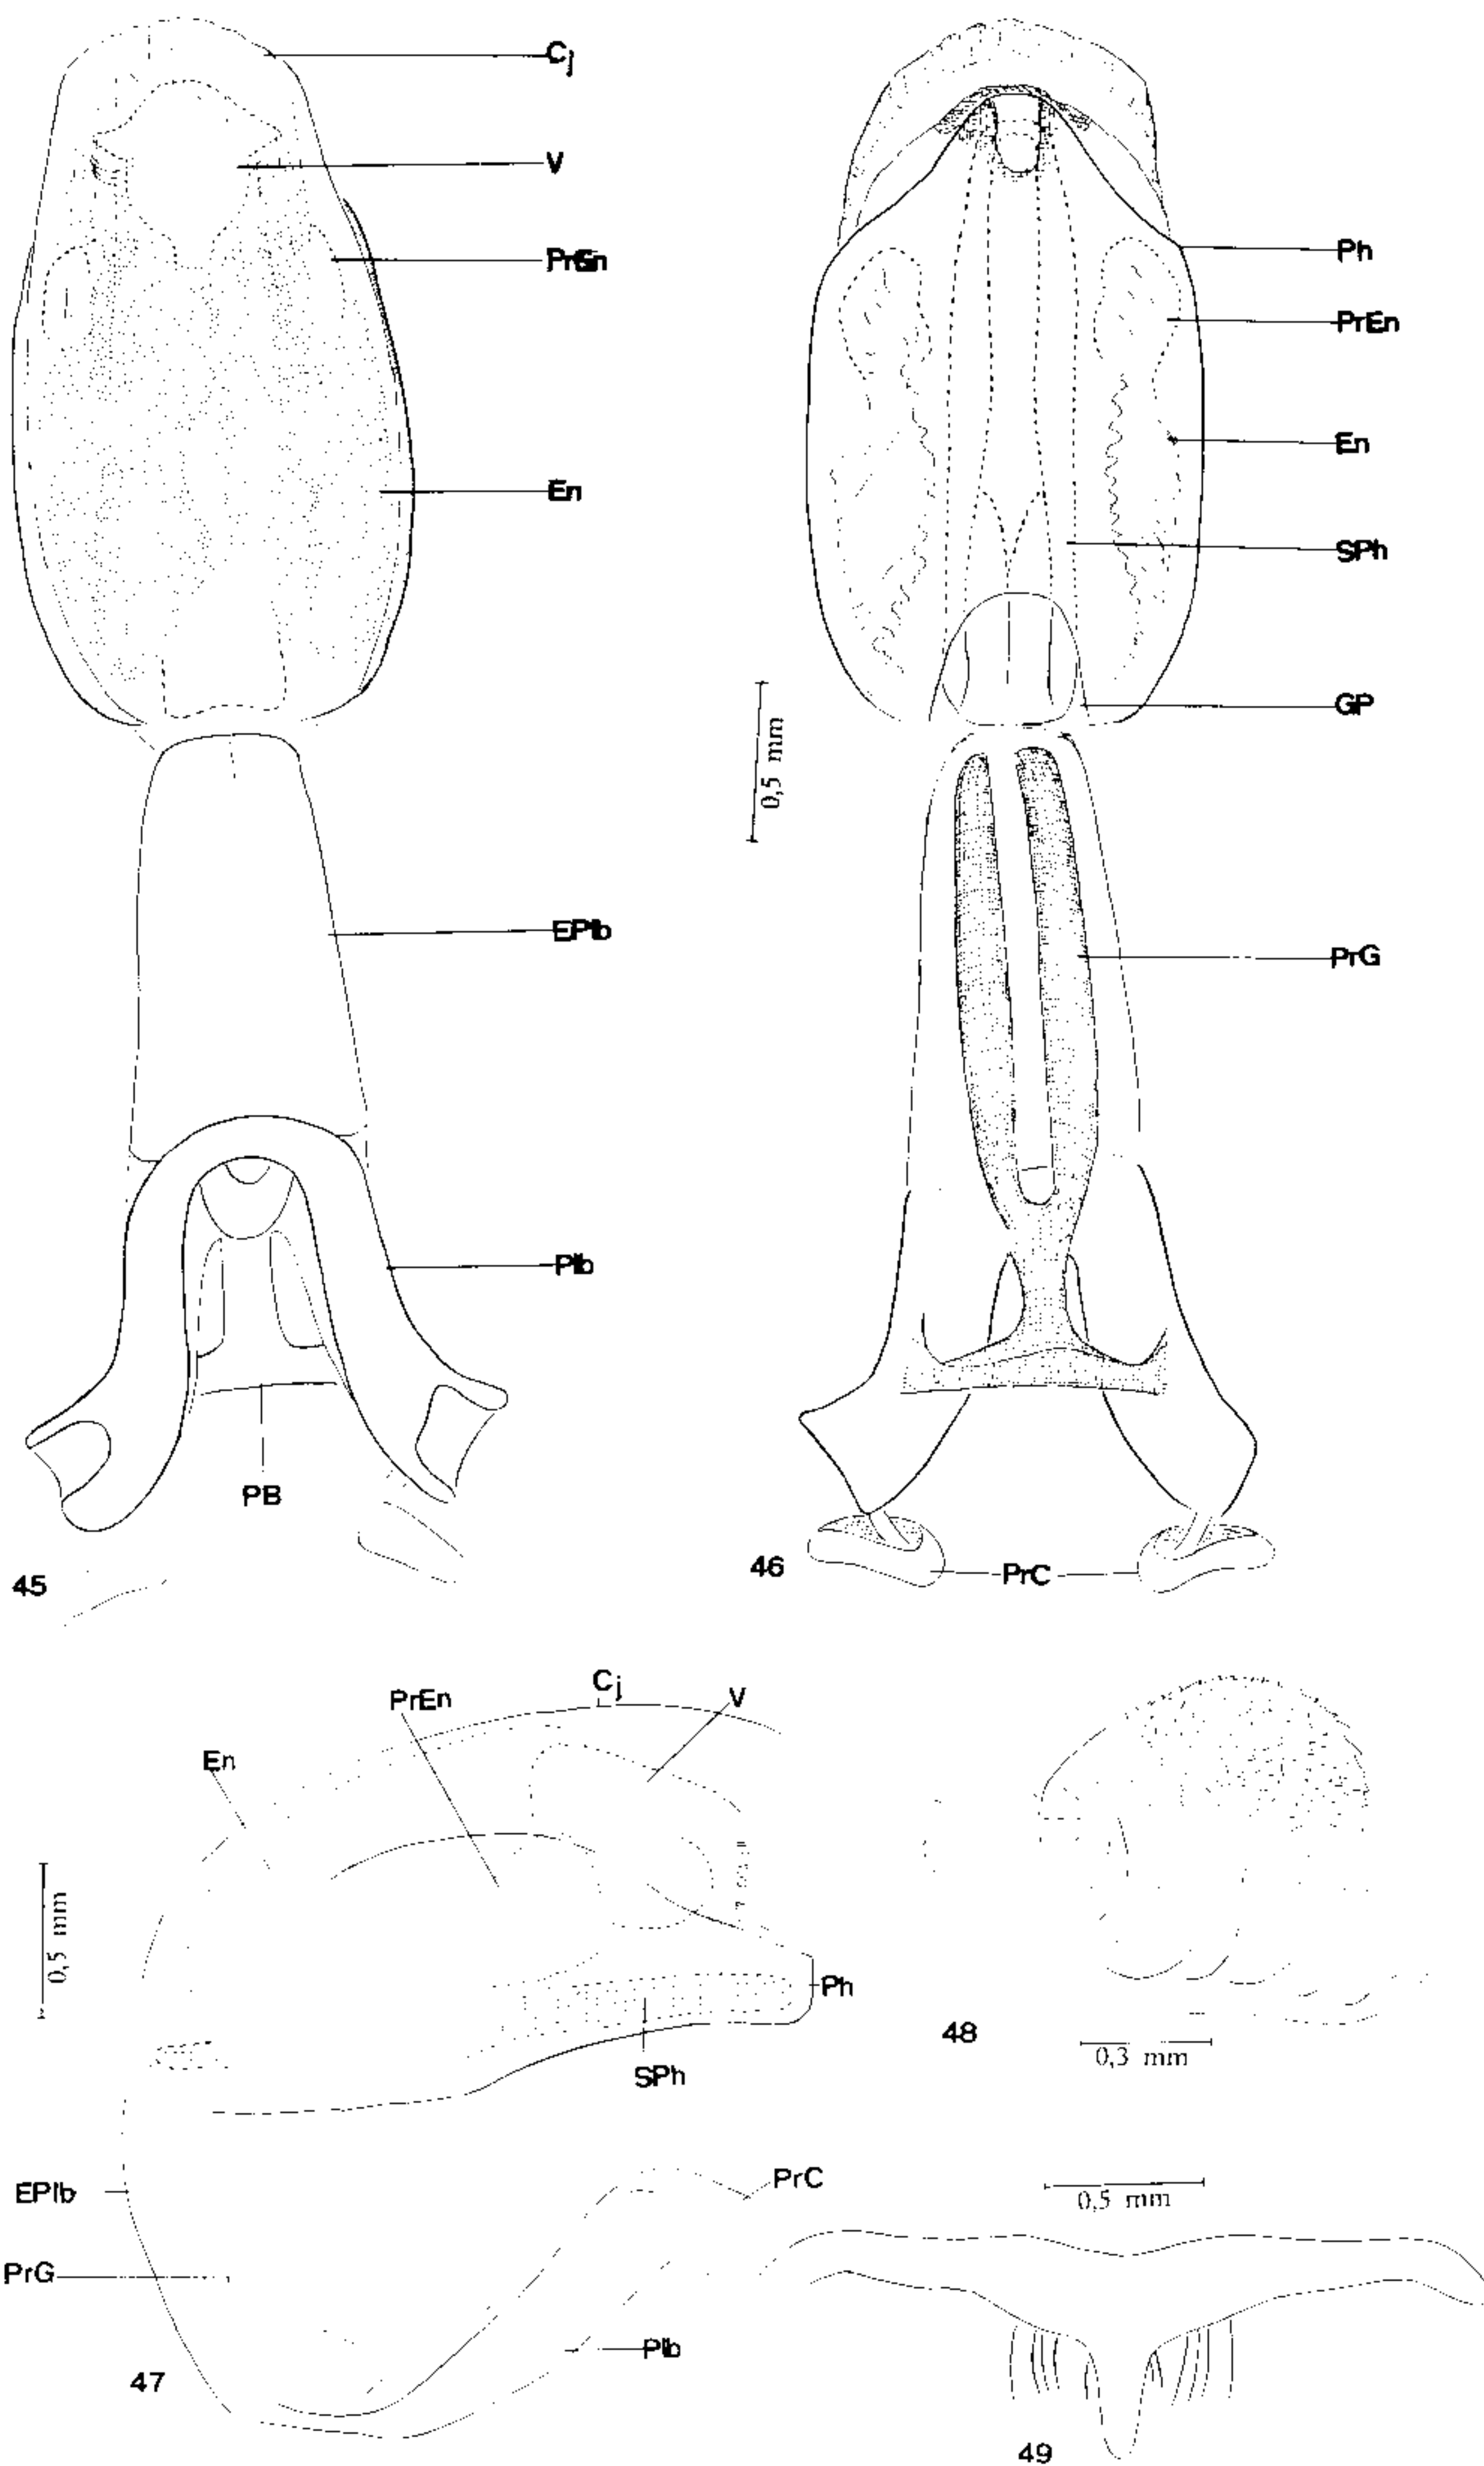 Cj
V
PrEn
En
EPlb
Plb
PB
45
Ph
PrEn
En
SPh
GP
0,5 mm
PrG
PrC
46
Cj
PrEn
V
En
0,5 mm
Ph
SPh
EPlb
PrC
PrG
Plb
47
48
0,3 mm
0,5 mm
49